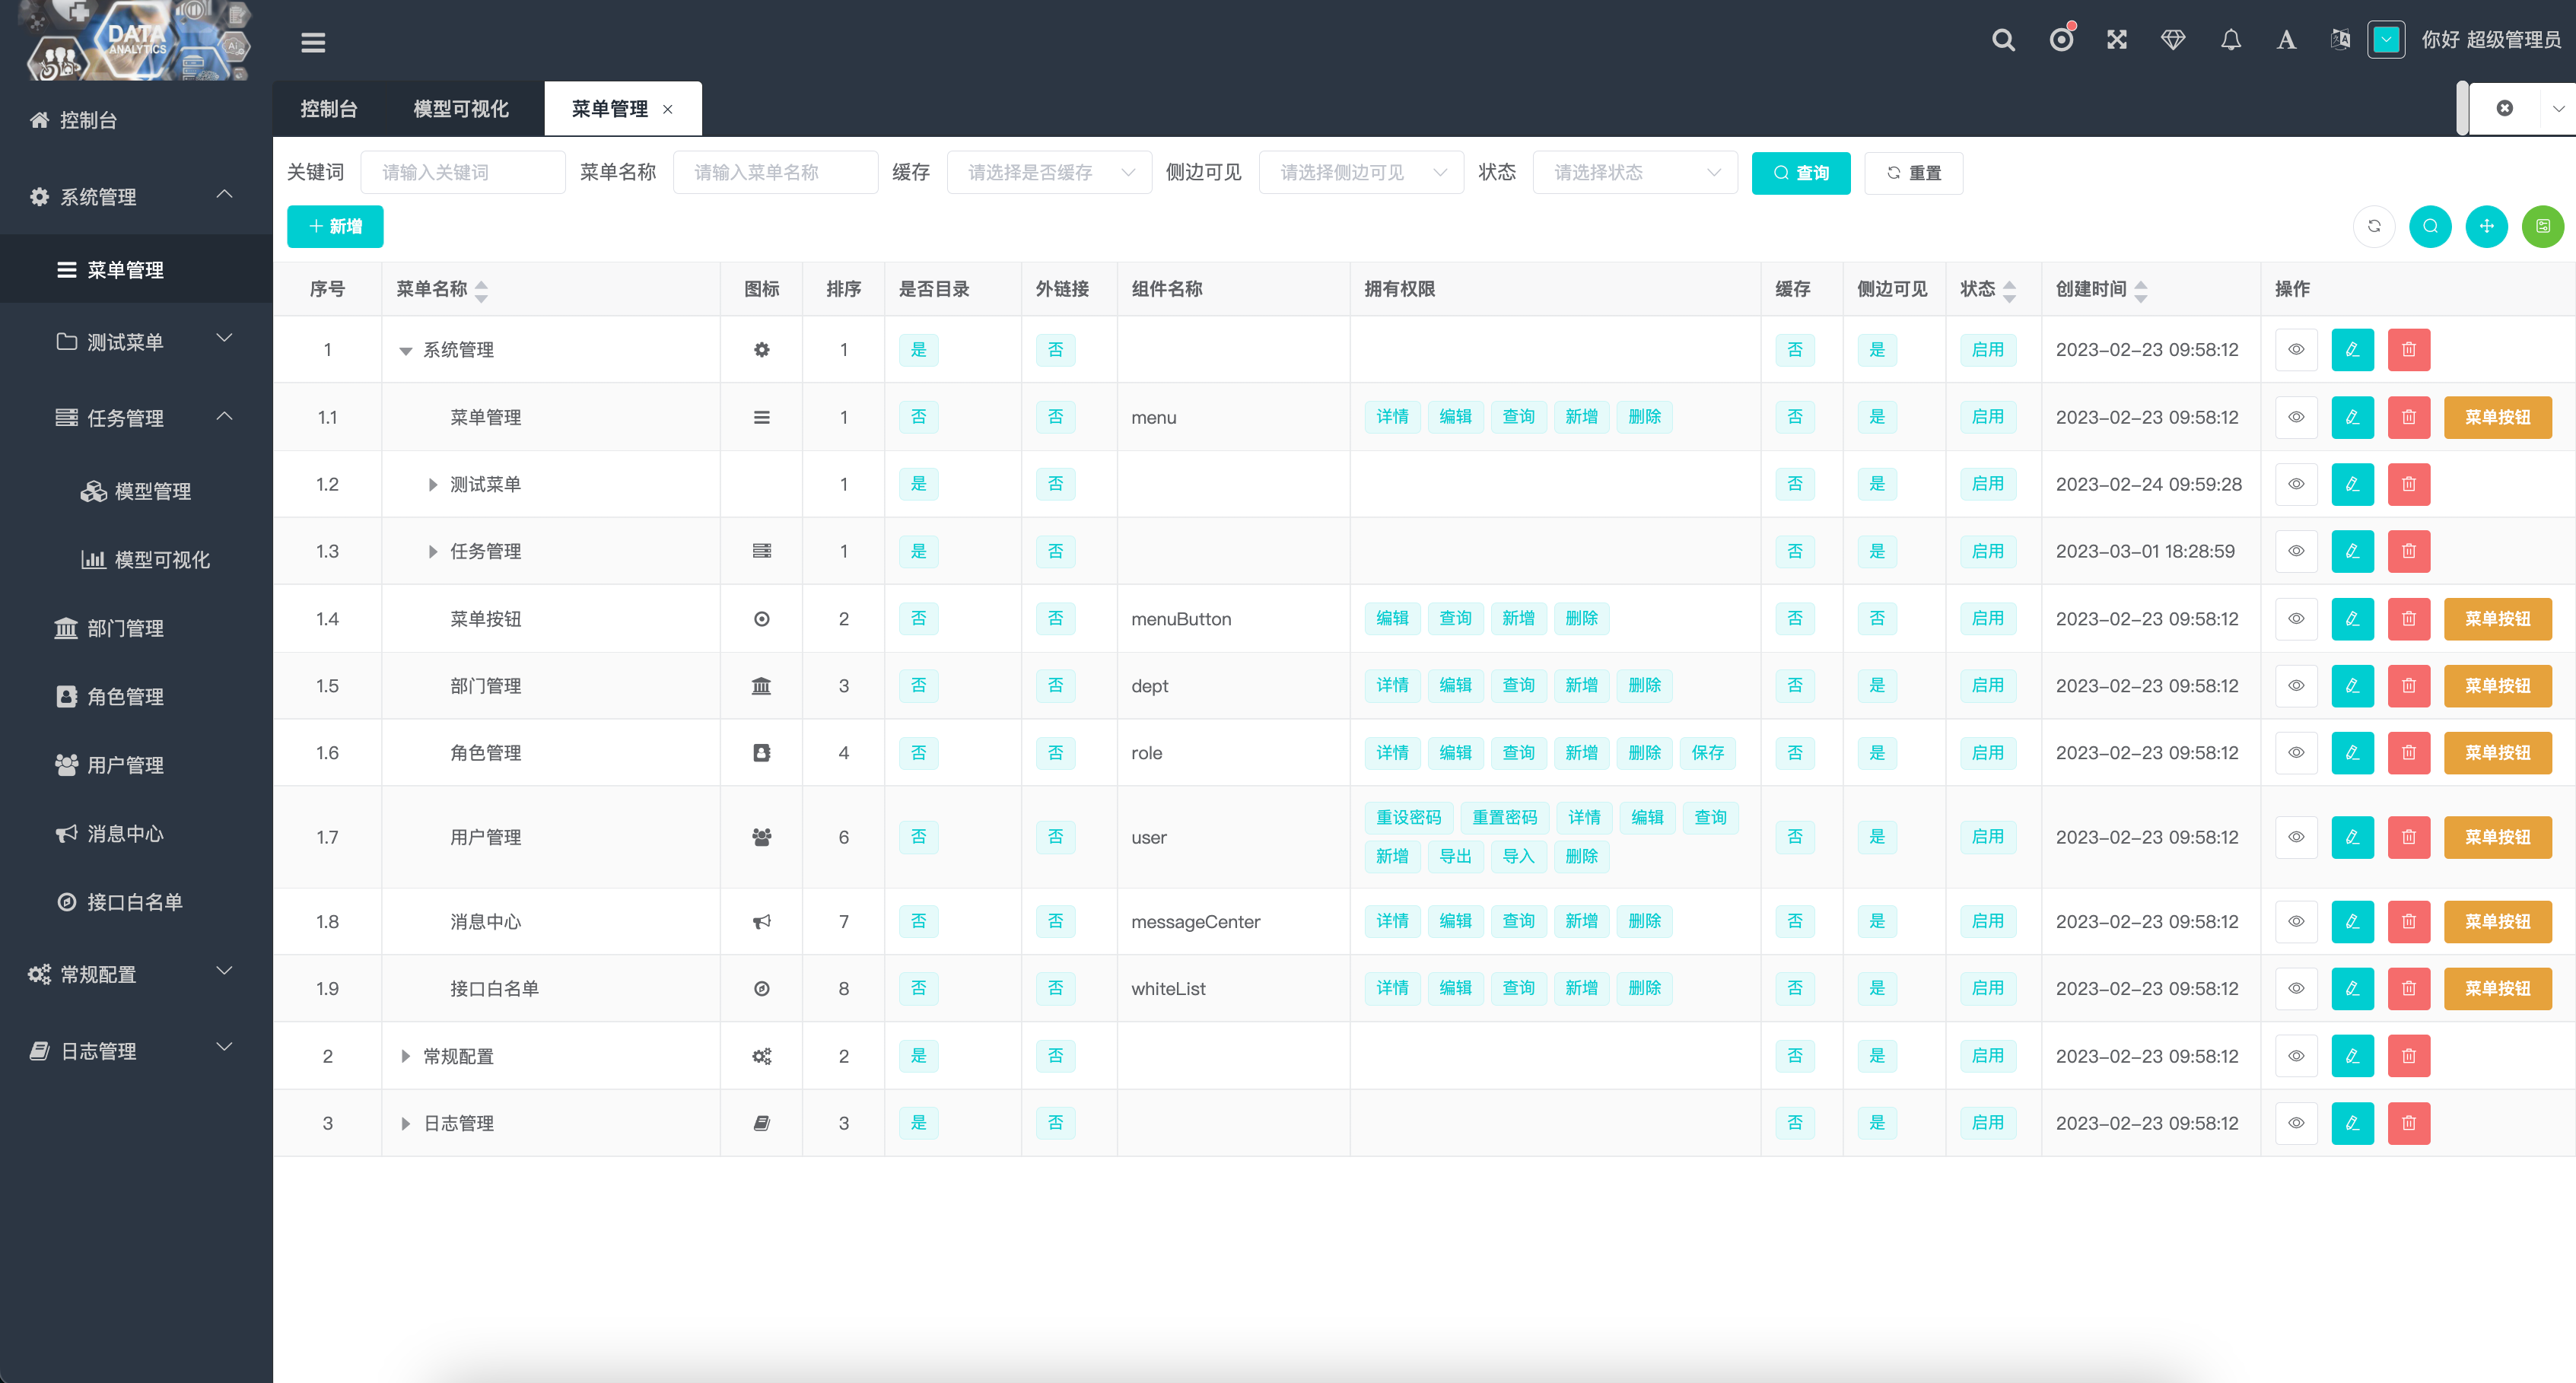 DATA
ANALYTICS
你好 超级管理员
控制台
系统管理
菜单管理
测试菜单
任务管理
模型管理
模型可视化
部门管理
角色管理
用户管理
消息中心
接口白名单
常规配置
日志管理
控制台 模型可视化 菜单管理
关键词 请输入关键词 菜单名称 请输入菜单名称 缓存 请选择是否缓存 侧边可见 请选择侧边可见 状态 请选择状态 查询 重置
新增
序号 菜单名称 图标 排序 是否目录 外链接 组件名称 拥有权限 缓存 侧边可见 状态 创建时间 操作
1 系统管理 1 是 否 否 是 启用 2023-02-23 09:58:12
1.1 菜单管理 1 否 否 menu 详情 编辑 查询 新增 删除 否 是 启用 2023-02-23 09:58:12 菜单按钮
1.2 测试菜单 1 是 否 否 是 启用 2023-02-24 09:59:28
1.3 任务管理 1 是 否 否 是 启用 2023-03-01 18:28:59
1.4 菜单按钮 2 否 否 menuButton 编辑 查询 新增 删除 否 否 启用 2023-02-23 09:58:12 菜单按钮
1.5 部门管理 3 否 否 dept 详情 编辑 查询 新增 删除 否 是 启用 2023-02-23 09:58:12 菜单按钮
1.6 角色管理 4 否 否 role 详情 编辑 查询 新增 删除 保存 否 是 启用 2023-02-23 09:58:12 菜单按钮
1.7 用户管理 6 否 否 user 重设密码 重置密码 详情 编辑 查询 否 是 启用 2023-02-23 09:58:12 菜单按钮
新增 导出 导入 删除
1.8 消息中心 7 否 否 messageCenter 详情 编辑 查询 新增 删除 否 是 启用 2023-02-23 09:58:12 菜单按钮
1.9 接口白名单 8 否 否 whiteList 详情 编辑 查询 新增 删除 否 是 启用 2023-02-23 09:58:12 菜单按钮
2 常规配置 2 是 否 否 是 启用 2023-02-23 09:58:12
3 日志管理 3 是 否 否 是 启用 2023-02-23 09:58:12